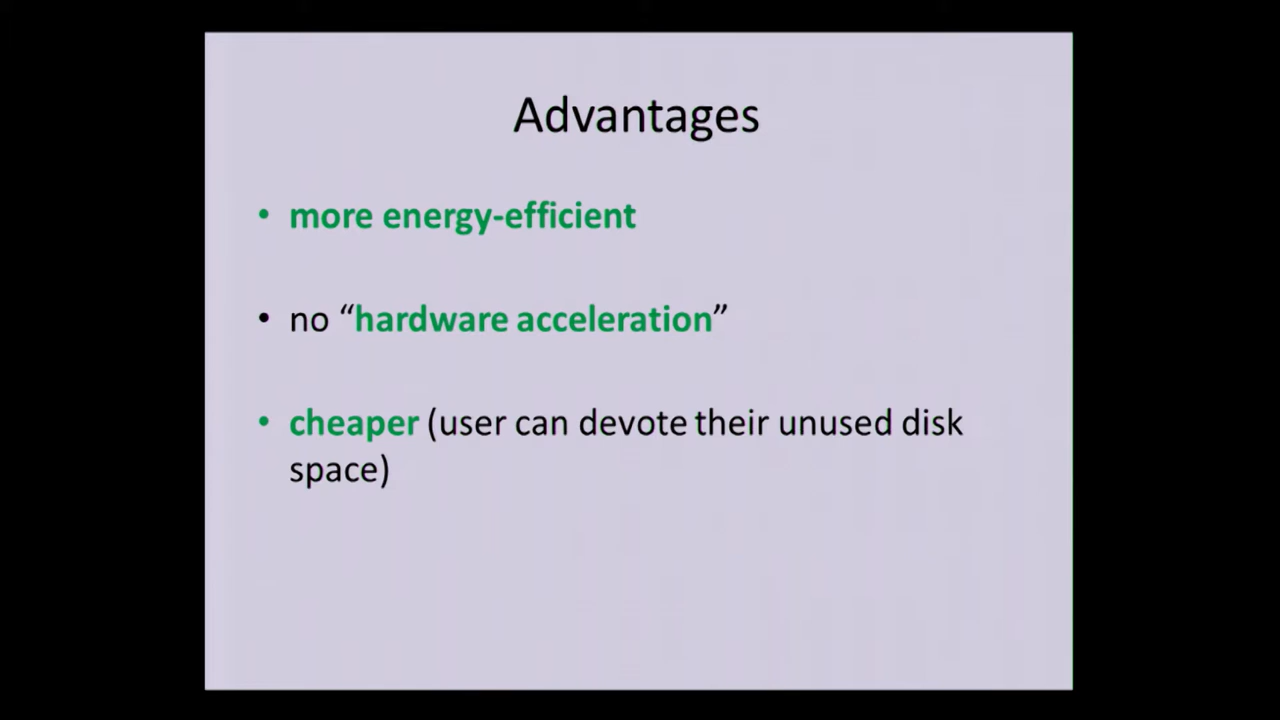 Advantages
• more energy-efficient
• no “hardware acceleration”
• cheaper (user can devote their unused disk
space)